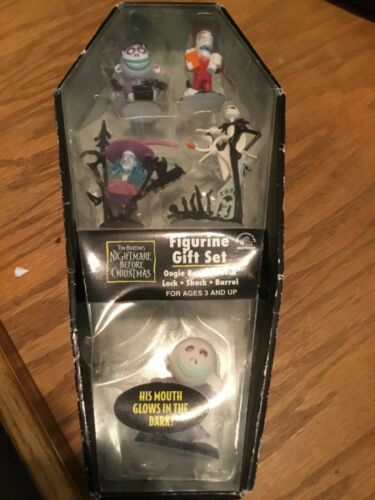 TIM BURTON'S
NIGHTMARE
BEFORE
CHRISTMAS
Figurine
Gift Set
Oogie
Lock • Shock • Barrel
FOR AGES 3 AND UP
HIS MOUTH
GLOWS IN THE
DARK!